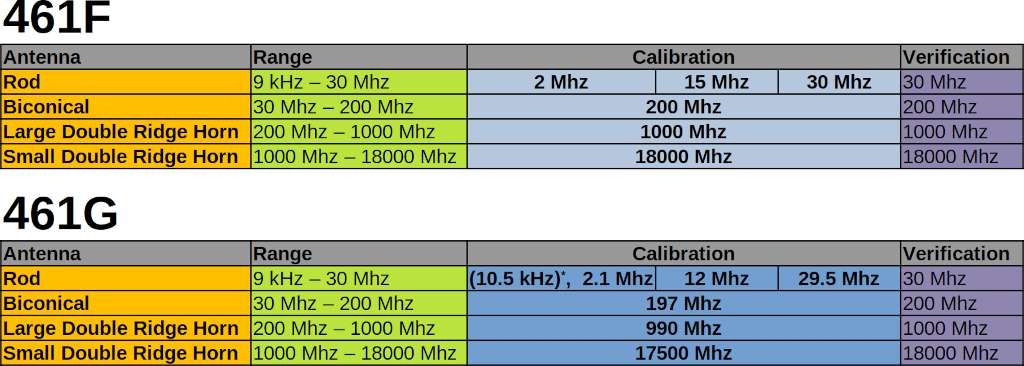 461F
Antenna Range Calibration Verification
Rod 9 kHz – 30 Mhz 2 Mhz 15 Mhz 30 Mhz 30 Mhz
Biconical 30 Mhz – 200 Mhz 200 Mhz 200 Mhz
Large Double Ridge Horn 200 Mhz – 1000 Mhz 1000 Mhz 1000 Mhz
Small Double Ridge Horn 1000 Mhz – 18000 Mhz 18000 Mhz 18000 Mhz
461G
Antenna Range Calibration Verification
Rod 9 kHz – 30 Mhz (10.5 kHz)*, 2.1 Mhz 12 Mhz 29.5 Mhz 30 Mhz
Biconical 30 Mhz – 200 Mhz 197 Mhz 200 Mhz
Large Double Ridge Horn 200 Mhz – 1000 Mhz 990 Mhz 1000 Mhz
Small Double Ridge Horn 1000 Mhz – 18000 Mhz 17500 Mhz 18000 Mhz